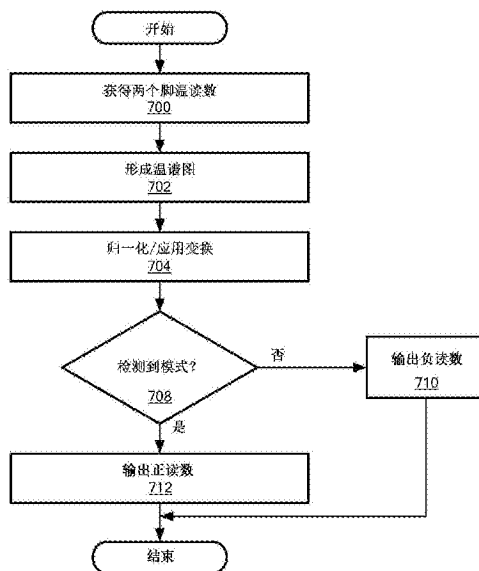 开始
获得两个脚温读数
700
形成温谱图
702
归一化/应用变换
704
检测到模式?
708
否
输出负读数
710
是
输出正读数
712
结束